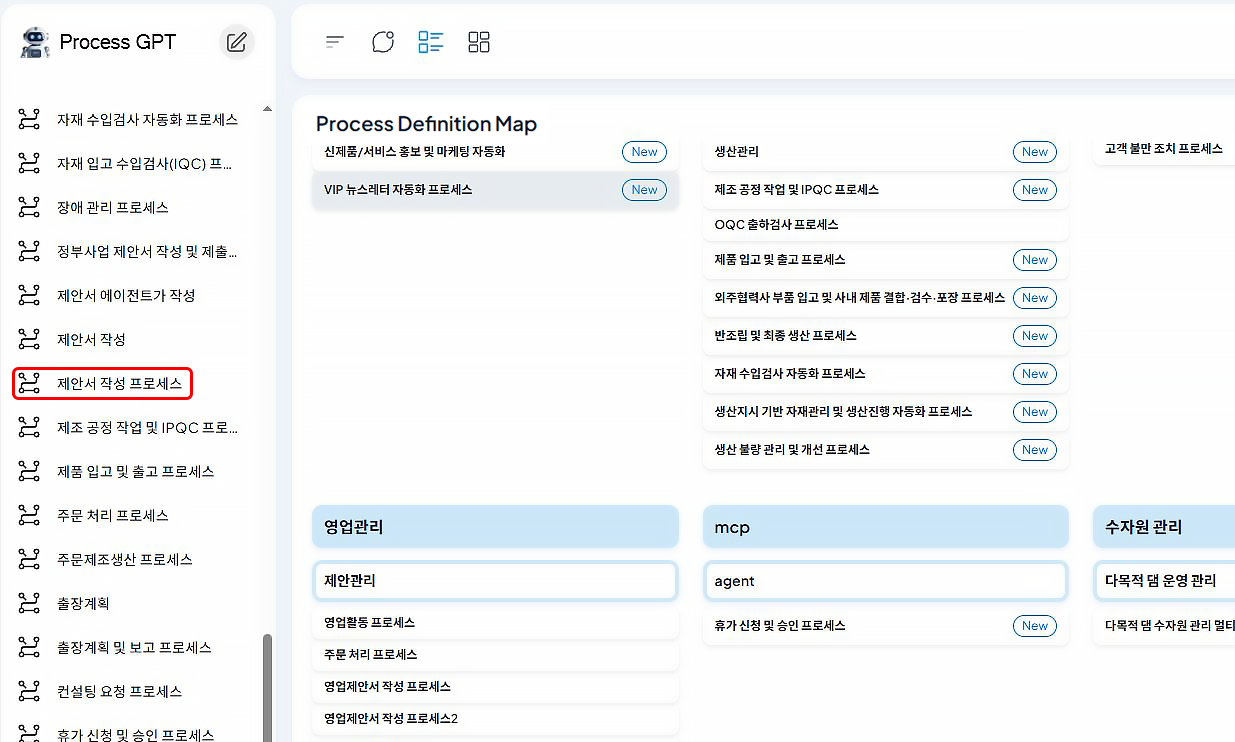 Process GPT
자재 수입검사 자동화 프로세스
자재 입고 수입검사(IQC) 프...
장애 관리 프로세스
정부사업 제안서 작성 및 제출...
제안서 에이전트가 작성
제안서 작성
제안서 작성 프로세스
제조 공정 작업 및 IPQC 프로...
제품 입고 및 출고 프로세스
주문 처리 프로세스
주문제조생산 프로세스
출장계획
출장계획 및 보고 프로세스
컨설팅 요청 프로세스
휴가 신청 및 승인 프로세스
Process Definition Map
신제품/서비스 홍보 및 마케팅 자동화 New
VIP 뉴스레터 자동화 프로세스 New
생산관리 New
제조 공정 작업 및 IPQC 프로세스 New
OQC 출하검사 프로세스
제품 입고 및 출고 프로세스 New
외주협력사 부품 입고 및 사내 제품 결합·검수·포장 프로세스 New
반조립 및 최종 생산 프로세스 New
자재 수입검사 자동화 프로세스 New
생산지시 기반 자재관리 및 생산진행 자동화 프로세스 New
생산 불량 관리 및 개선 프로세스 New
고객 불만 조치 프로세스
영업관리
제안관리
영업활동 프로세스
주문 처리 프로세스
영업제안서 작성 프로세스
영업제안서 작성 프로세스2
mcp
agent
휴가 신청 및 승인 프로세스 New
수자원 관리
다목적 댐 운영 관리
다목적 댐 수자원 관리 멀티